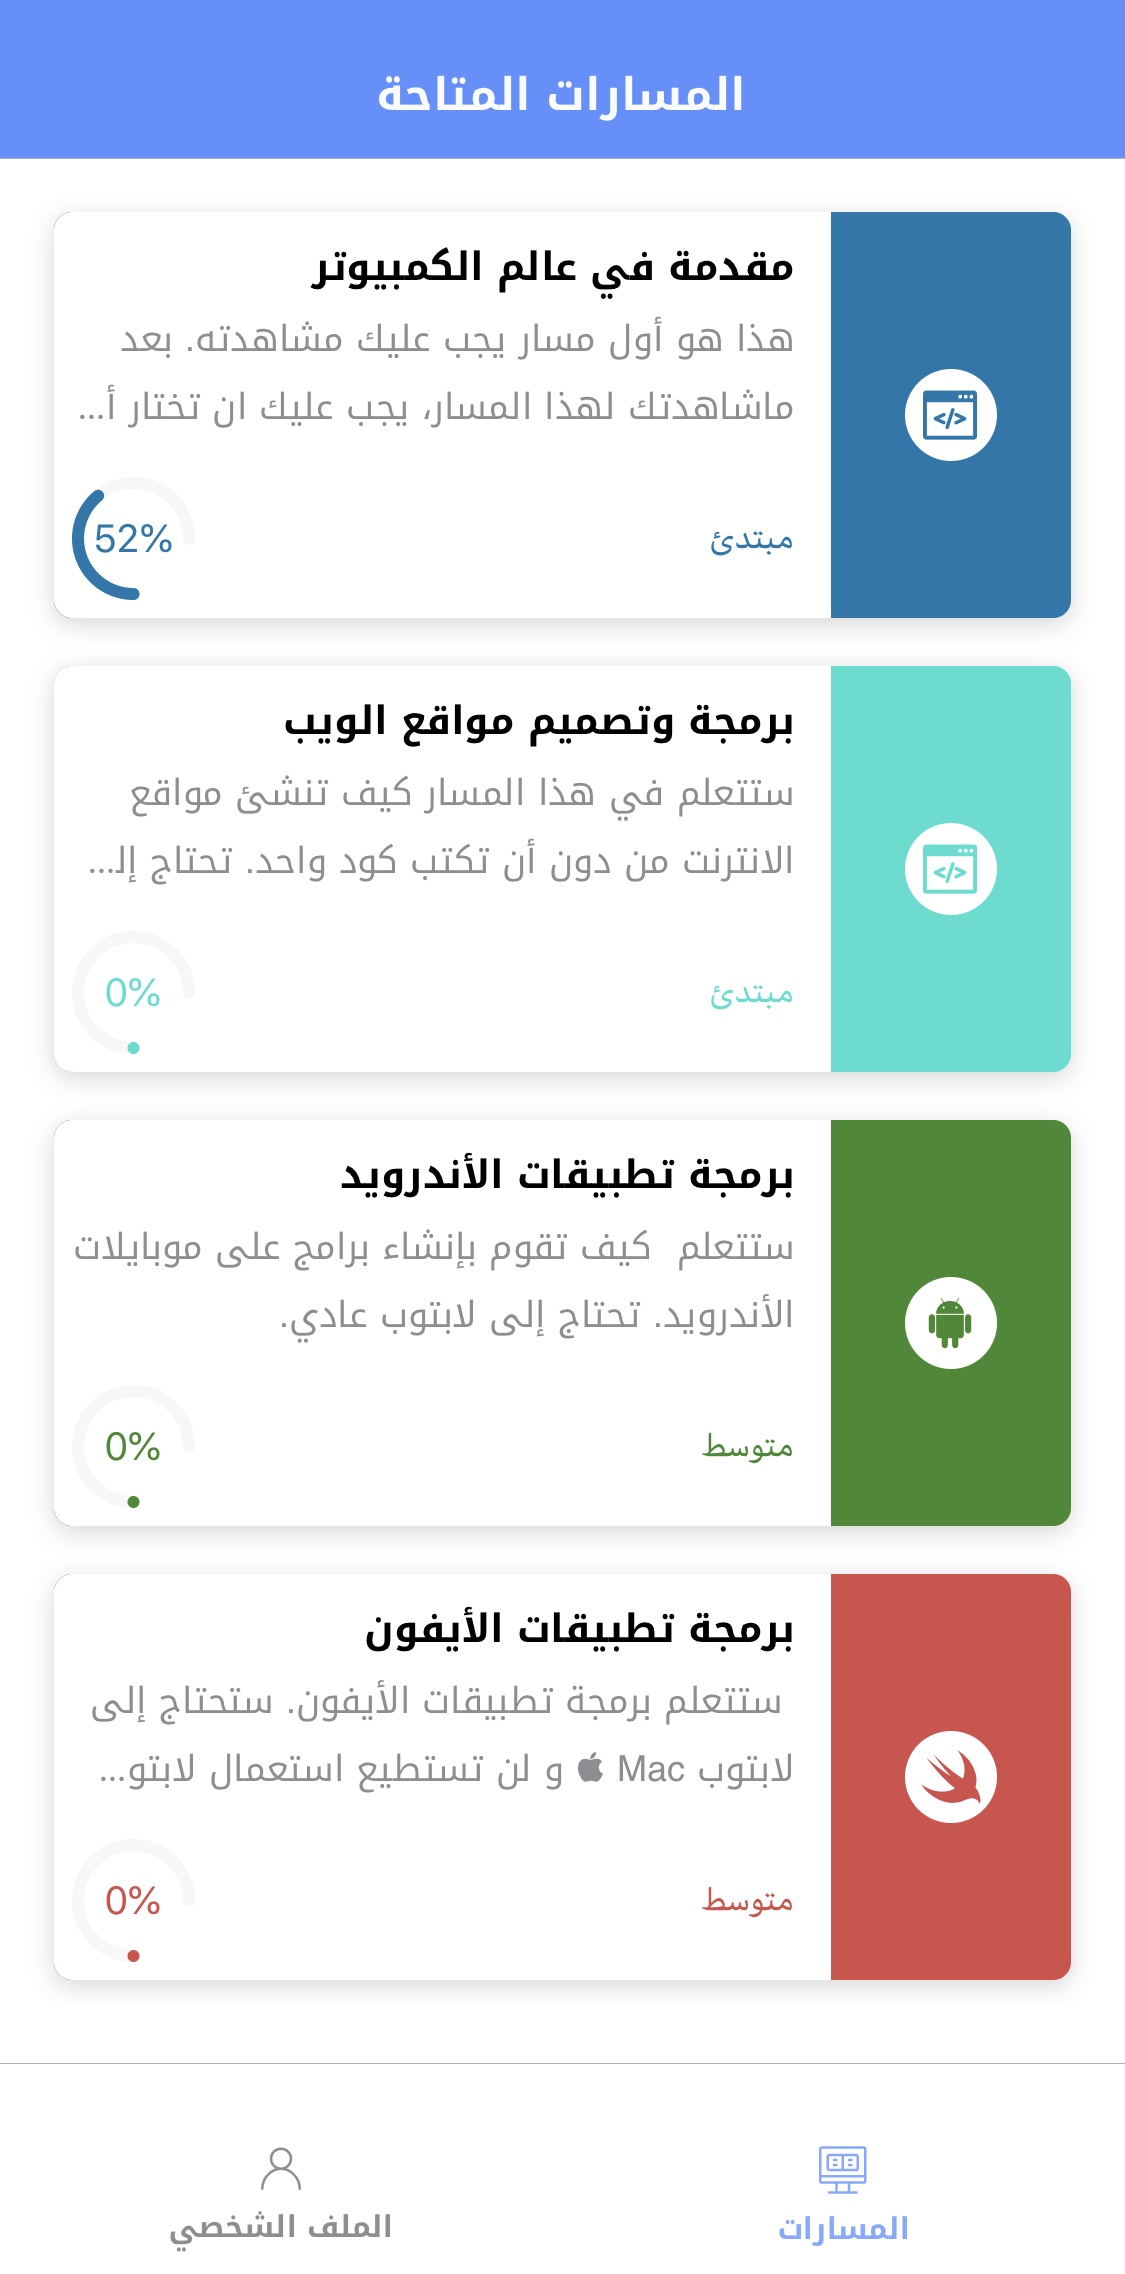 المسارات المتاحة
مقدمة في عالم الكمبيوتر
هذا هو أول مسار يجب عليك مشاهدته. بعد
ماشاهدتك لهذا المسار، يجب عليك ان تختار أ...
</>
مبتدئ
52%
برمجة وتصميم مواقع الويب
ستتعلم في هذا المسار كيف تنشئ مواقع
الانترنت من دون أن تكتب كود واحد. تحتاج إلـ...
</>
مبتدئ
0%
برمجة تطبيقات الأندرويد
ستتعلم  كيف تقوم بإنشاء برامج على موبايلات
الأندرويد. تحتاج إلى لابتوب عادي.
متوسط
0%
برمجة تطبيقات الأيفون
ستتعلم برمجة تطبيقات الأيفون. ستحتاج إلى
لابتوب Mac  و لن تستطيع استعمال لابتو...
متوسط
0%
المسارات
الملف الشخصي